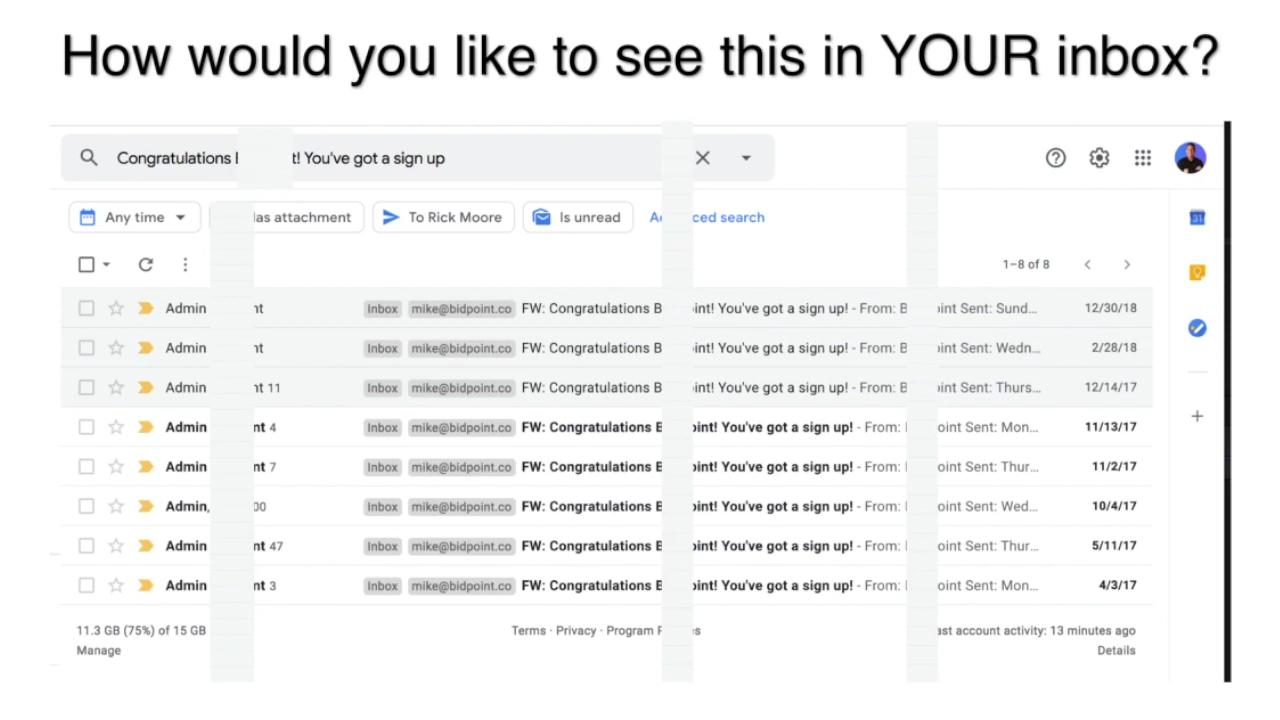 How would you like to see this in YOUR inbox?
Congratulations t! You've got a sign up
Any time as attachment To Rick Moore Is unread A ced search
1–8 of 8
Admin nt Inbox mike@bidpoint.co FW: Congratulations B int! You've got a sign up! - From: B int Sent: Sund... 12/30/18
Admin nt Inbox mike@bidpoint.co FW: Congratulations B int! You've got a sign up! - From: B int Sent: Wedn... 2/28/18
Admin nt 11 Inbox mike@bidpoint.co FW: Congratulations B int! You've got a sign up! - From: B int Sent: Thurs... 12/14/17
Admin nt 4 Inbox mike@bidpoint.co FW: Congratulations B oint! You've got a sign up! - From: oint Sent: Mon... 11/13/17
Admin nt 7 Inbox mike@bidpoint.co FW: Congratulations B oint! You've got a sign up! - From: oint Sent: Thur... 11/2/17
Admin, 00 Inbox mike@bidpoint.co FW: Congratulations B oint! You've got a sign up! - From: oint Sent: Wed... 10/4/17
Admin nt 47 Inbox mike@bidpoint.co FW: Congratulations B oint! You've got a sign up! - From: oint Sent: Thur... 5/11/17
Admin nt 3 Inbox mike@bidpoint.co FW: Congratulations B oint! You've got a sign up! - From: oint Sent: Mon... 4/3/17
11.3 GB (75%) of 15 GB Terms · Privacy · Program P es ast account activity: 13 minutes ago
Manage Details
31